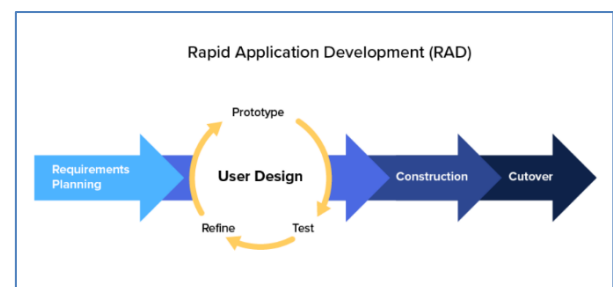 Rapid Application Development (RAD)
Prototype
Requirements
Planning
User Design
Construction
Cutover
Refine
Test